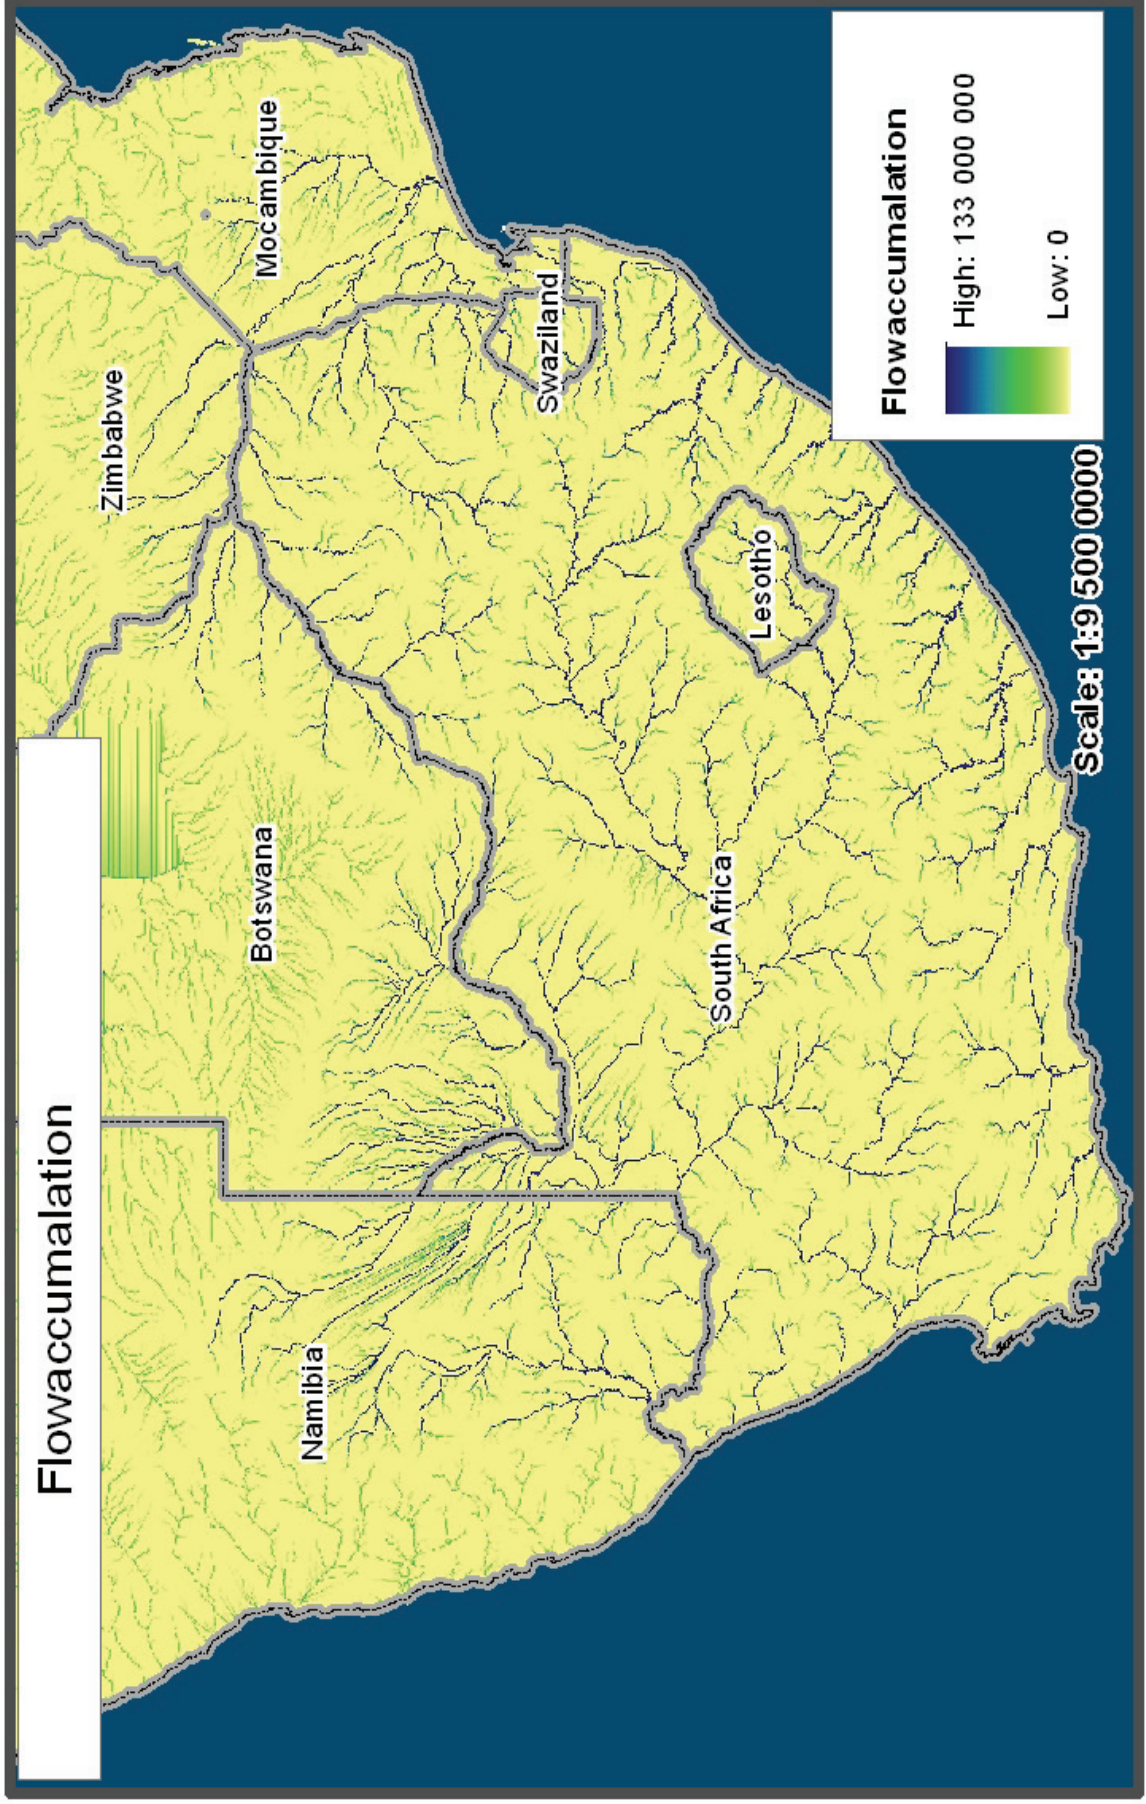 Flowaccumalation
Zimbabwe
Mocambique
Botswana
Namibia
Swaziland
South Africa
Lesotho
Flowaccumalation
High: 133 000 000
Low: 0
Scale: 1:9 500 0000